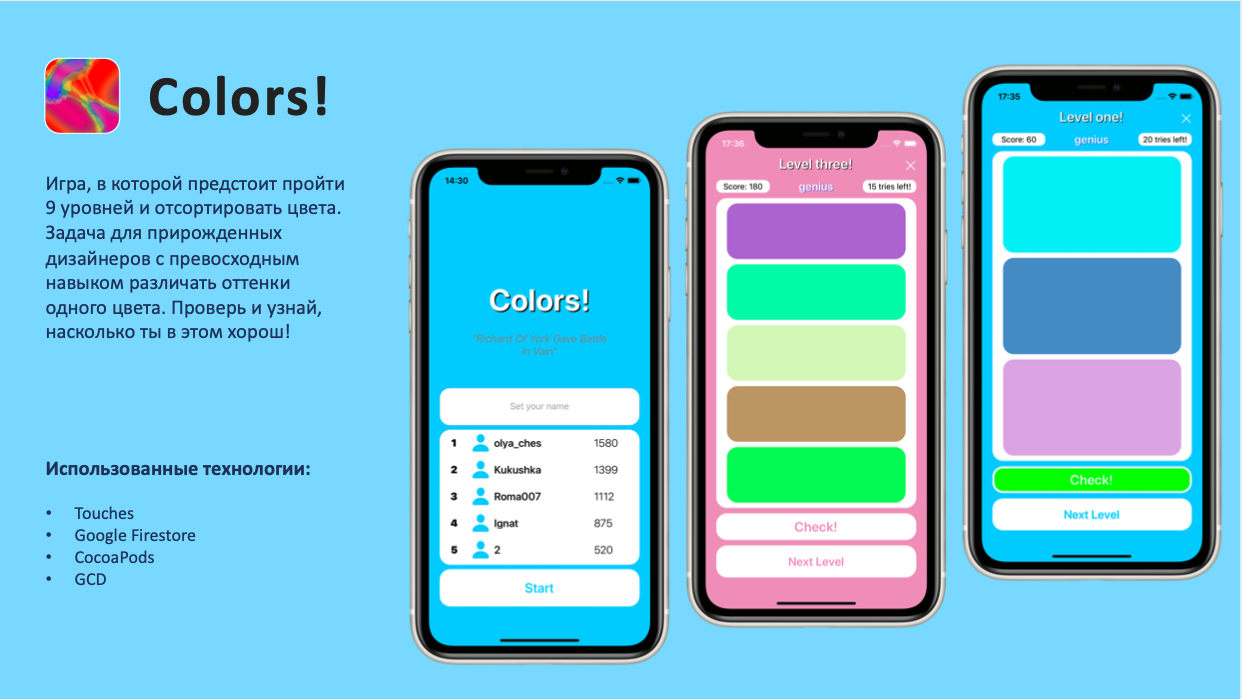 Colors!
Игра, в которой предстоит пройти
9 уровней и отсортировать цвета.
Задача для прирожденных
дизайнеров с превосходным
навыком различать оттенки
одного цвета. Проверь и узнай,
насколько ты в этом хорош!
Использованные технологии:
• Touches
• Google Firestore
• CocoaPods
• GCD
14:30
Colors!
"Richard Of York Gave Battle
In Vain"
Set your name
1 olya_ches 1580
2 Kukushka 1399
3 Roma007 1112
4 Ignat 875
5 2 520
Start
17:36
Level three!
Score: 180 genius 15 tries left!
Check!
Next Level
17:35
Level one!
Score: 60 genius 20 tries left!
Check!
Next Level